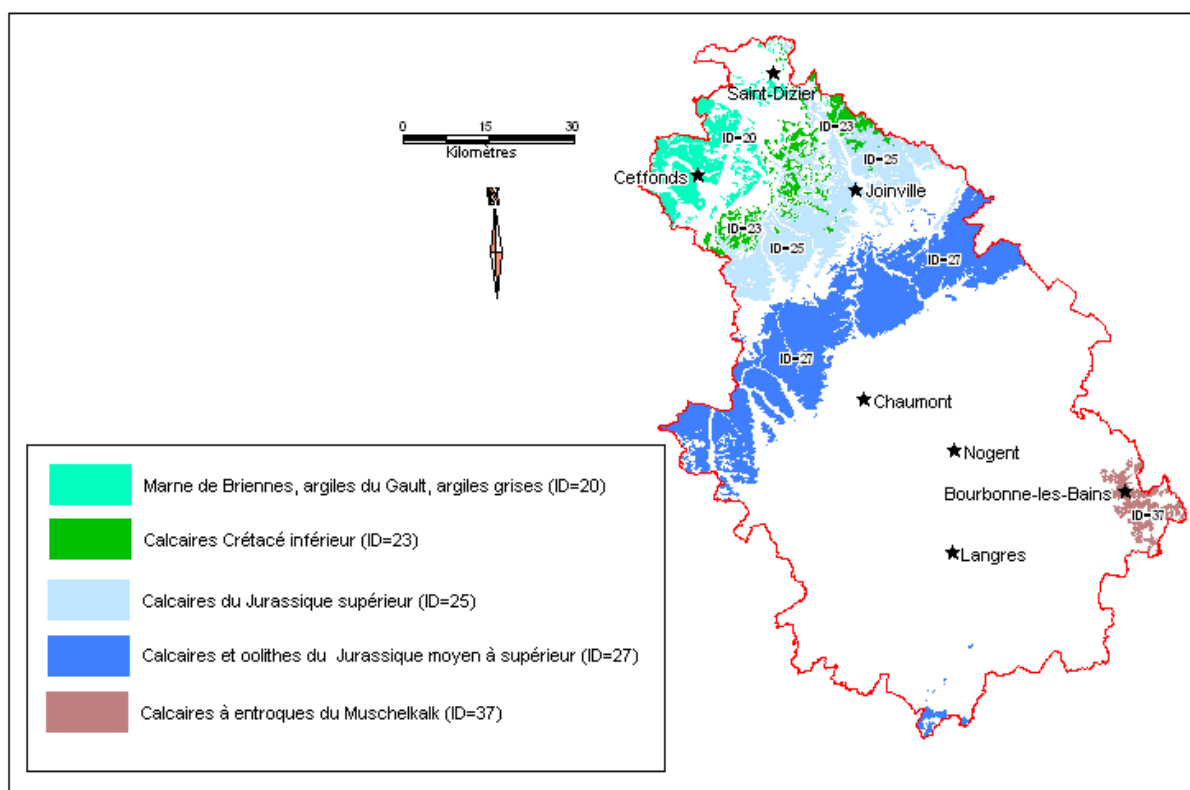 Saint-Dizier
ID=23
ID=20
0 15 30
Kilomètres
ID=25
Ceffonds
Joinville
N
ID=23
ID=25
ID=27
ID=27
Chaumont
Nogent
Bourbonne-les-Bains
ID=37
Langres
Marne de Briennes, argiles du Gault, argiles grises (ID=20)
Calcaires Crétacé inférieur (ID=23)
Calcaires du Jurassique supérieur (ID=25)
Calcaires et oolithes du Jurassique moyen à supérieur (ID=27)
Calcaires à entroques du Muschelkalk (ID=37)